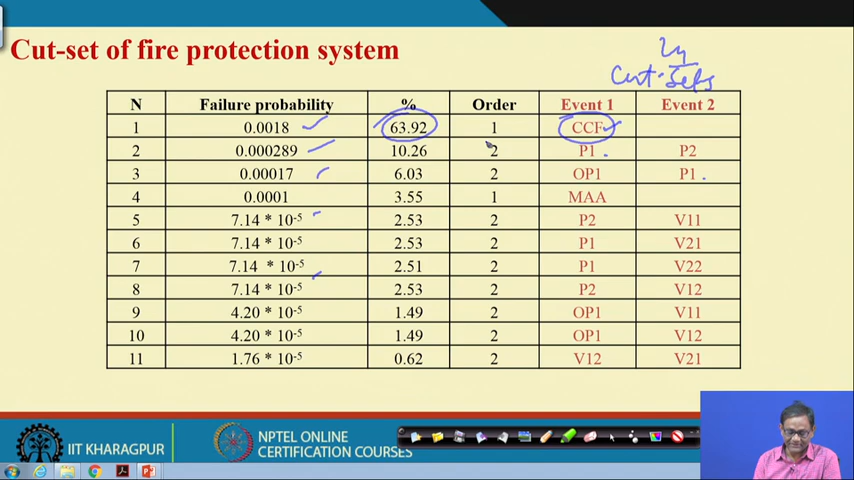 Cut-set of fire protection system
24
Cut-Sets
N Failure probability % Order Event 1 Event 2
1 0.0018 63.92 1 CCF
2 0.000289 10.26 2 P1 P2
3 0.00017 6.03 2 OP1 P1
4 0.0001 3.55 1 MAA
5 7.14 * 10-5 2.53 2 P2 V11
6 7.14 * 10-5 2.53 2 P1 V21
7 7.14 * 10-5 2.51 2 P1 V22
8 7.14 * 10-5 2.53 2 P2 V12
9 4.20 * 10-5 1.49 2 OP1 V11
10 4.20 * 10-5 1.49 2 OP1 V12
11 1.76 * 10-5 0.62 2 V12 V21
IIT KHARAGPUR
NPTEL ONLINE
CERTIFICATION COURSES